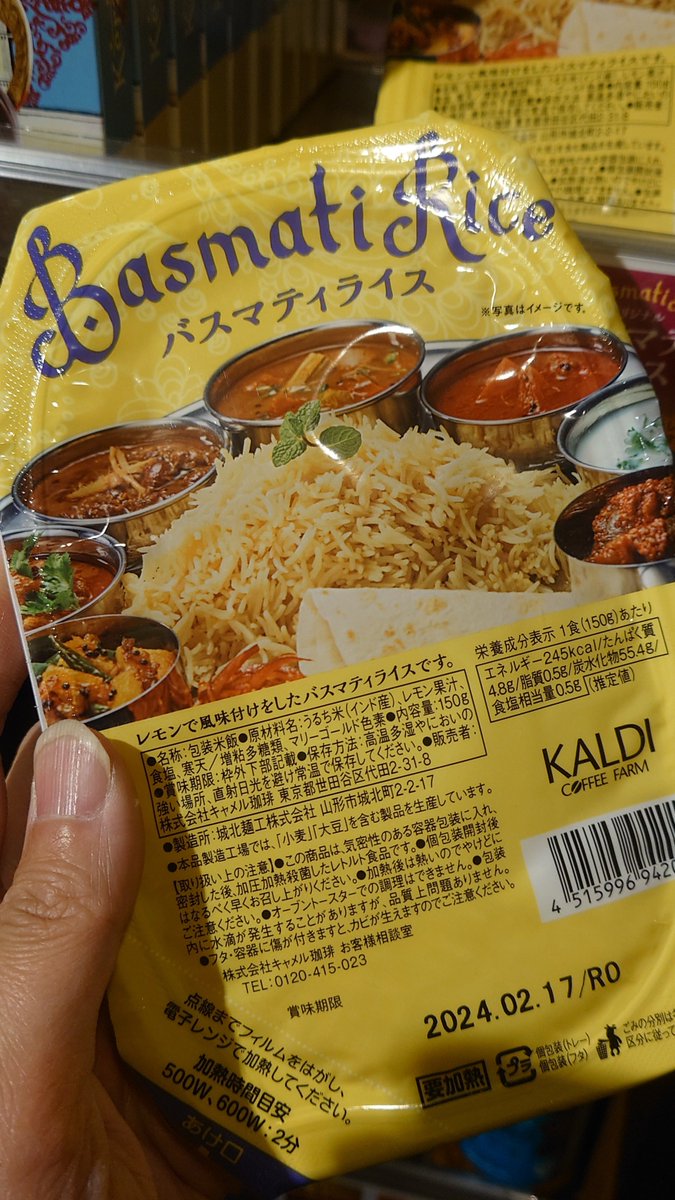 Basmati Rice
バスマティライス
※写真はイメージです。
レモンで風味付けをしたバスマティライスです。
●名称:包装米飯●原材料名:うるち米(インド産)、レモン果汁、
食塩、寒天/増粘多糖類、マリーゴールド色素●内容量:150g
●賞味期限:枠外下部記載●保存方法:高温多湿やにおいの
強い場所、直射日光を避け常温で保存してください。●販売者:
株式会社キャメル珈琲 東京都世田谷区代田2-31-8
●製造所:城北麺工株式会社 山形市城北町2-2-17
●本品製造工場では、「小麦」「大豆」を含む製品を生産しています。
【取り扱い上の注意】●この商品は、気密性のある容器包装に入れ、
密封した後、加圧加熱殺菌したレトルト食品です。●個包装開封後
はなるべく早くお召し上がりください。●加熱後は熱いのでやけどに
ご注意ください。●オーブントースターでの調理はできません。●包装
内に水滴が発生することがありますが、品質上問題ありません。
●フタ・容器に傷が付きますと、カビが生えますのでご注意ください。
株式会社キャメル珈琲 お客様相談室
TEL:0120-415-023
栄養成分表示 1食(150g)あたり
エネルギー245kcal/たんぱく質
4.8g/脂質0.5g/炭水化物55.4g/
食塩相当量0.5g (推定値)
KALDI
COFFEE FARM
4 515996 9420
賞味期限
2024.02.17/R0
点線までフィルムをはがし、
電子レンジで加熱してください。
加熱時間目安
500W、600W:2分
あけ口
要加熱
プラ
個包装(トレー)
個包装(フタ)
ごみの分別は
区分に従って